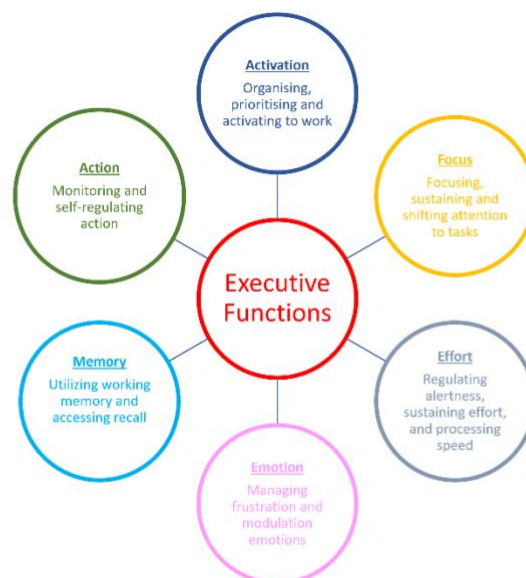 Activation
Organising,
prioritising and
activating to work
Focus
Focusing,
sustaining and
shifting attention
to tasks
Effort
Regulating
alertness,
sustaining effort,
and processing
speed
Emotion
Managing
frustration and
modulation
emotions
Memory
Utilizing working
memory and
accessing recall
Action
Monitoring and
self-regulating
action
Executive
Functions